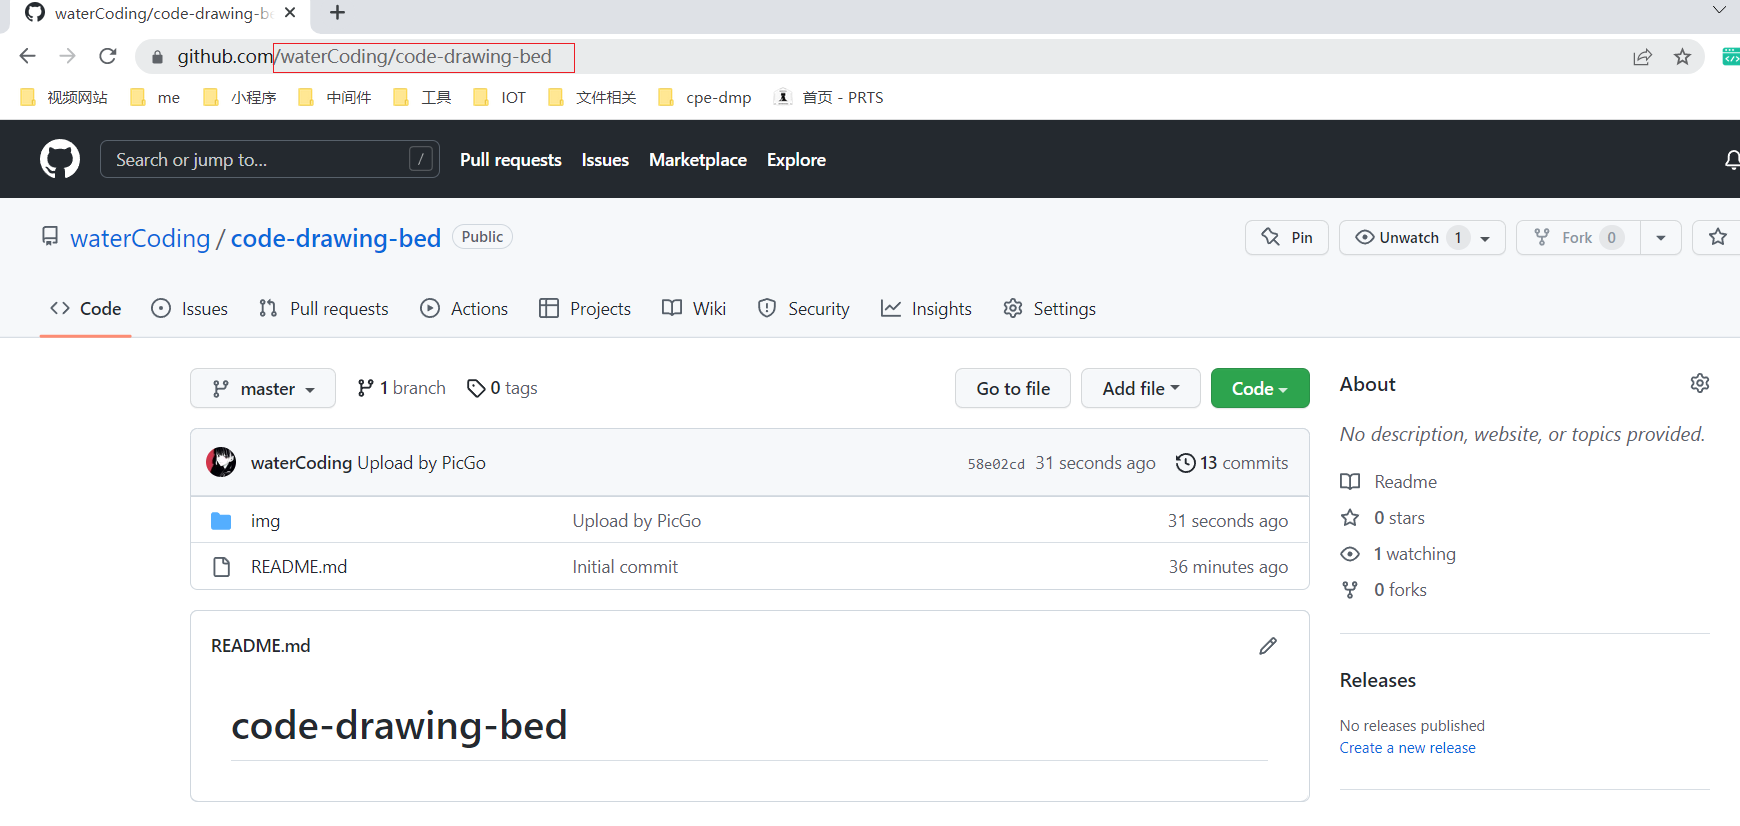 waterCoding/code-drawing-be
github.com/waterCoding/code-drawing-bed
视频网站 me 小程序 中间件 工具 IOT 文件相关 cpe-dmp 首页 - PRTS
Search or jump to... / Pull requests Issues Marketplace Explore
waterCoding / code-drawing-bed Public Pin Unwatch 1 Fork 0
Code Issues Pull requests Actions Projects Wiki Security Insights Settings
master 1 branch 0 tags Go to file Add file Code
waterCoding Upload by PicGo 58e02cd 31 seconds ago 13 commits
img Upload by PicGo 31 seconds ago
README.md Initial commit 36 minutes ago
README.md
code-drawing-bed
About
No description, website, or topics provided.
Readme
0 stars
1 watching
0 forks
Releases
No releases published
Create a new release